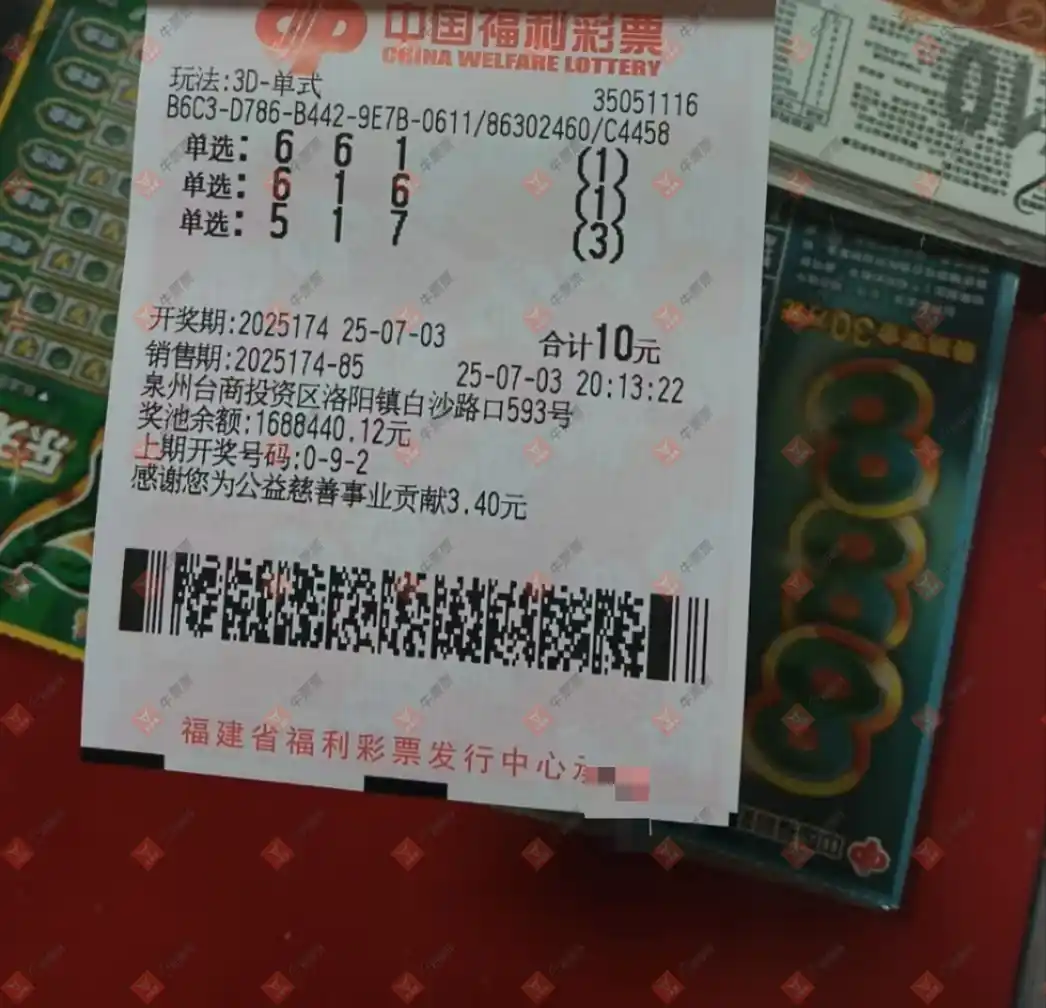 中国福利彩票
CHINA WELFARE LOTTERY
玩法:3D-单式
35051116
B6C3-D786-B442-9E7B-0611/86302460/C4458
单选: 6 6 1 (1)
单选: 6 1 6 (1)
单选: 5 1 7 (3)
开奖期:2025174 25-07-03 合计10元
销售期:2025174-85 25-07-03 20:13:22
泉州台商投资区洛阳镇白沙路口593号
奖池余额:1688440.12元
上期开奖号码:0-9-2
感谢您为公益慈善事业贡献3.40元
福建省福利彩票发行中心承